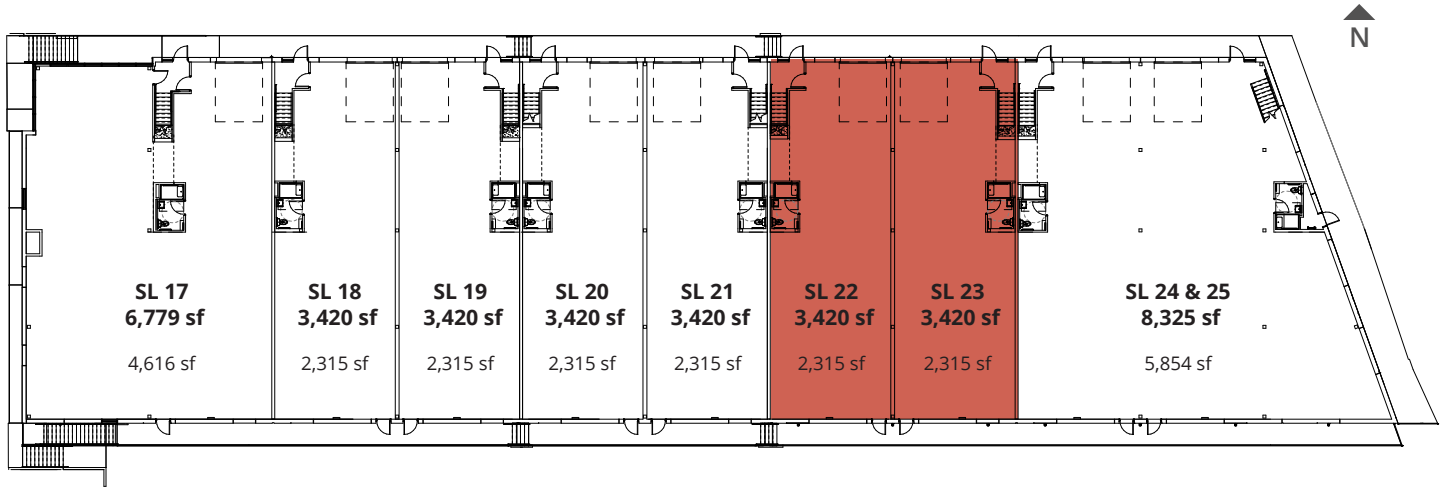 N
SL 17
6,779 sf
4,616 sf
SL 18
3,420 sf
2,315 sf
SL 19
3,420 sf
2,315 sf
SL 20
3,420 sf
2,315 sf
SL 21
3,420 sf
2,315 sf
SL 22
3,420 sf
2,315 sf
SL 23
3,420 sf
2,315 sf
SL 24 & 25
8,325 sf
5,854 sf